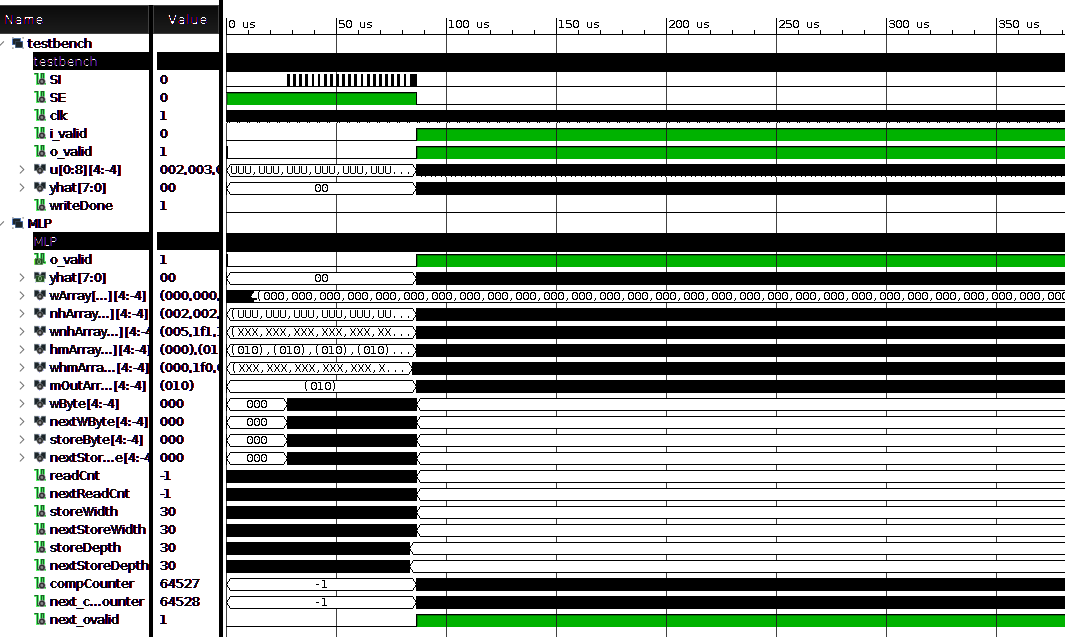 Name Value 0 us 50 us 100 us 150 us 200 us 250 us 300 us 350 us
testbench
testbench
SI 0
SE 0
clk 1
i_valid 0
o_valid 1
u[0:8][4:-4] 002,003,0 UUU,UUU,UUU,UUU,UUU,UUU...
yhat[7:0] 00 00
writeDone 1
MLP
MLP
o_valid 1
yhat[7:0] 00 00
wArray[...][4:-4] (000,000, (000,000,000,000,000,000,000,000,000,000,000,000,000,000,000,000,000,000,000,000,000,000,000,000,000,000,000
nhArray...][4:-4] (002,002, (UUU,UUU,UUU,UUU,UUU,UU...
wnhArray...][4:-4 (005,1f1, (XXX,XXX,XXX,XXX,XXX,XX...
hmArray...][4:-4] (000),(01 (010),(010),(010),(010)...
whmArra...][4:-4] (000,1f0, (XXX,XXX,XXX,XXX,XXX,X...
mOutArr...[4:-4] (010) (010)
wByte[4:-4] 000 000
nextWByte[4:-4] 000 000
storeByte[4:-4] 000 000
nextStor...e[4:-4 000 000
readCnt -1
nextReadCnt -1
storeWidth 30
nextStoreWidth 30
storeDepth 30
nextStoreDepth 30
compCounter 64527 -1
next_c...ounter 64528 -1
next_ovalid 1